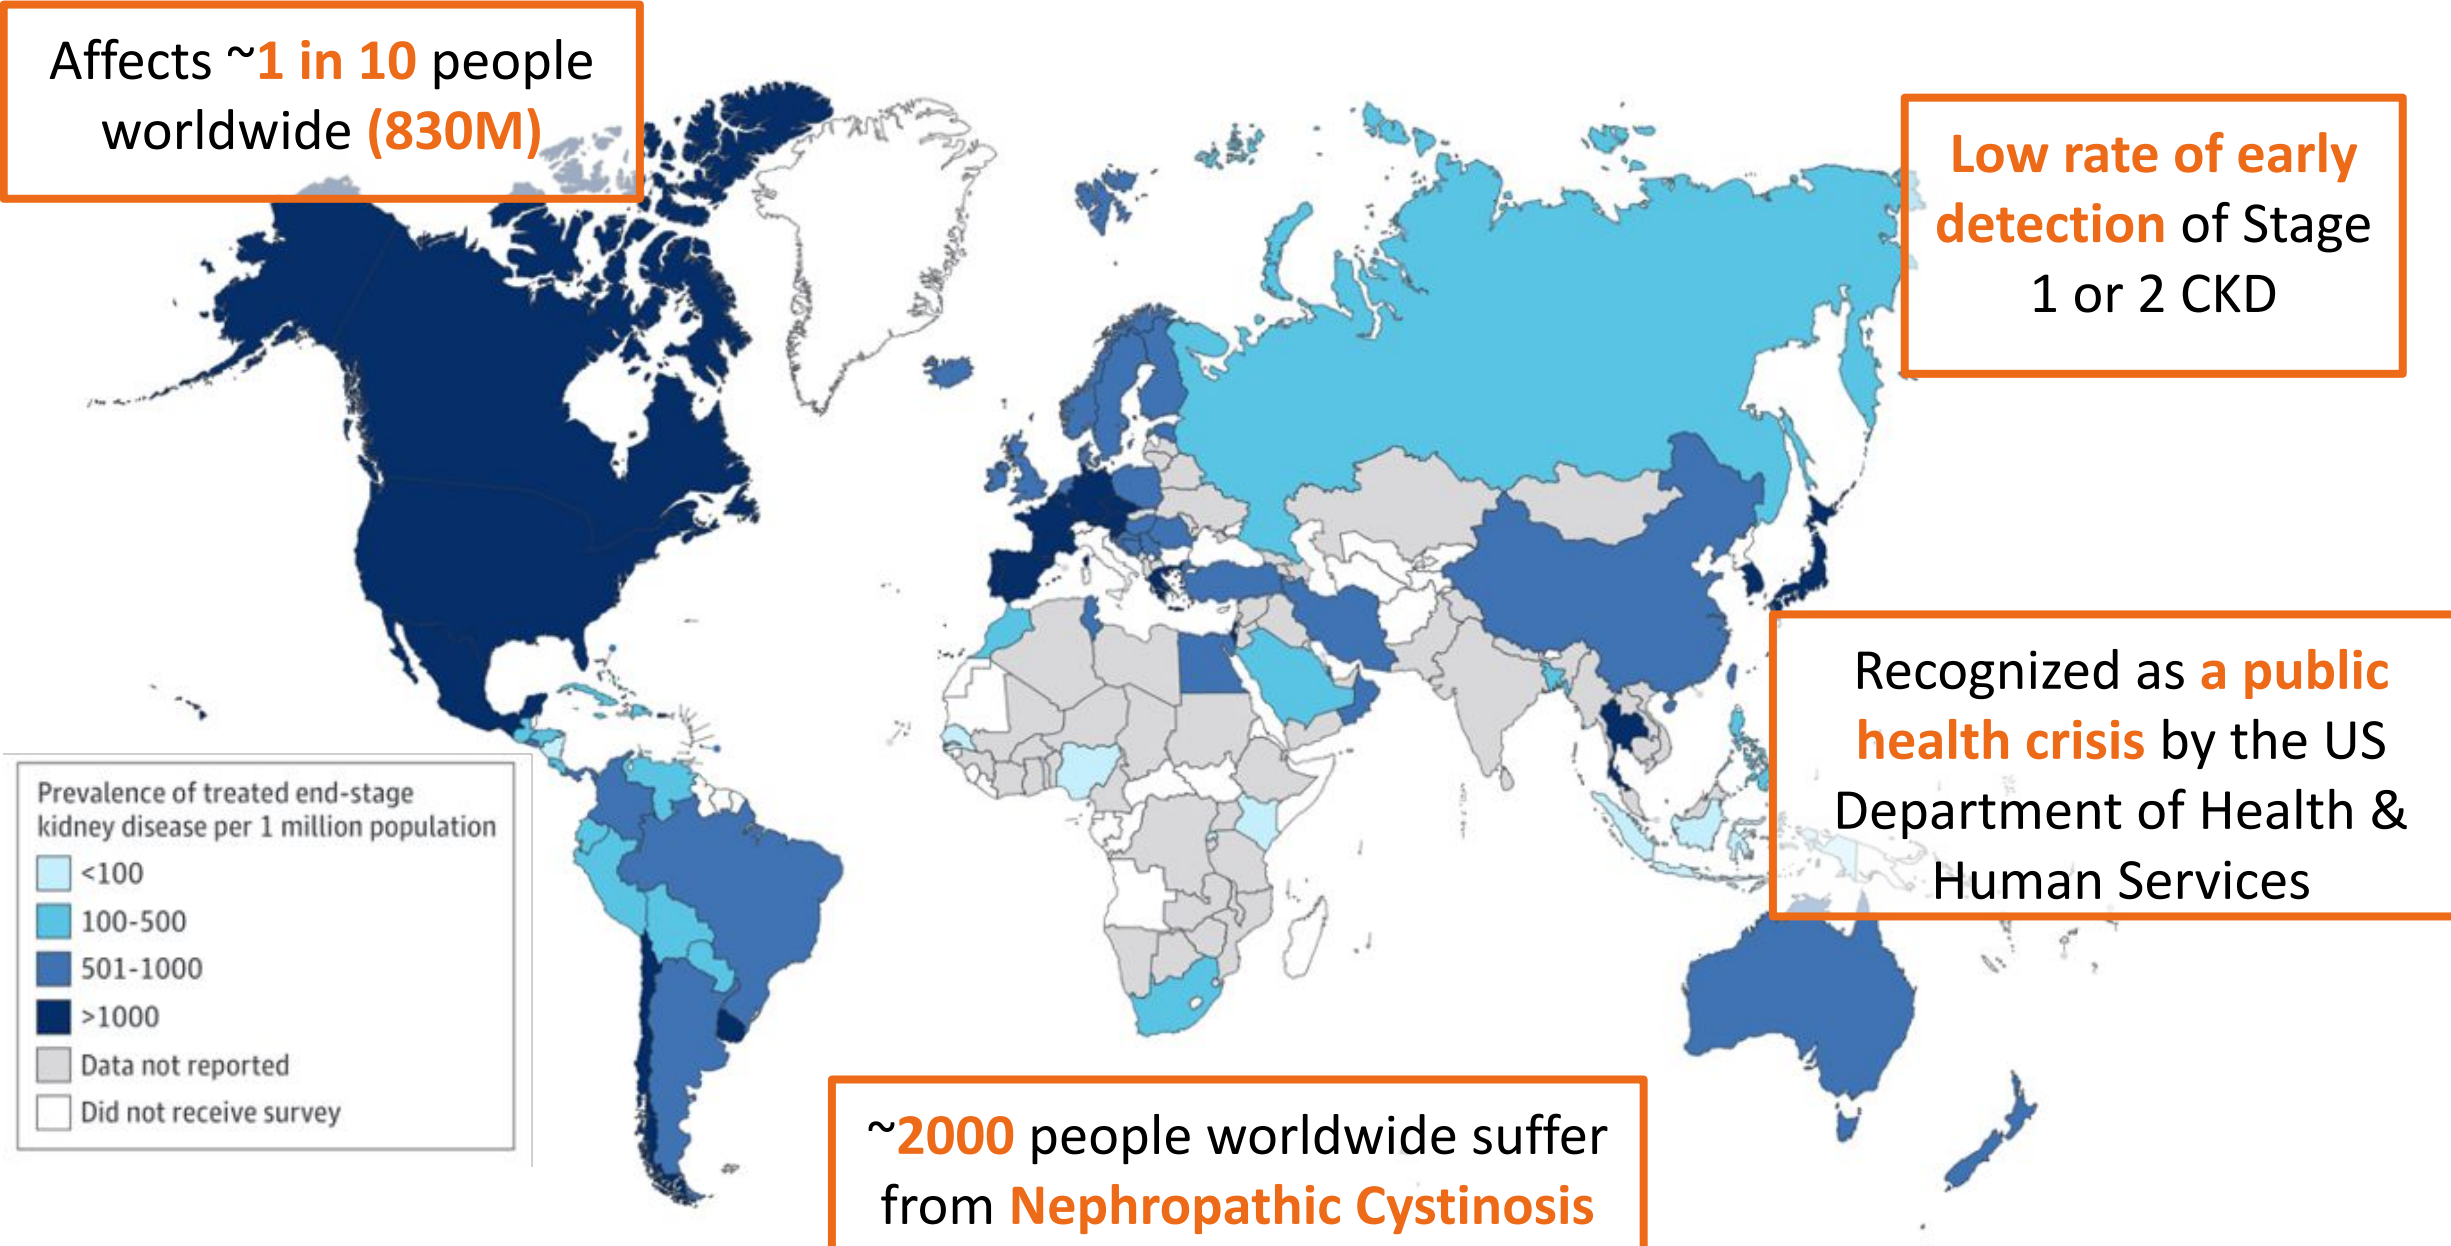 Affects ~1 in 10 people
worldwide (830M)
Low rate of early
detection of Stage
1 or 2 CKD
Recognized as a public
health crisis by the US
Department of Health &
Human Services
Prevalence of treated end-stage
kidney disease per 1 million population
<100
100-500
501-1000
>1000
Data not reported
Did not receive survey
~2000 people worldwide suffer
from Nephropathic Cystinosis